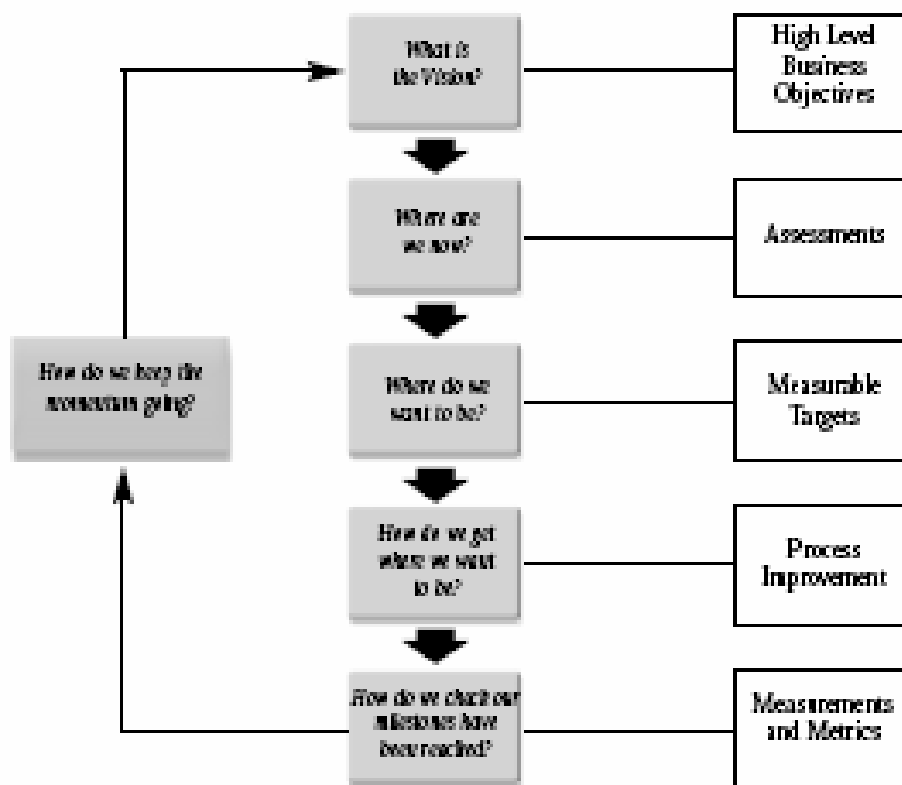 What is
the Vision?
High Level
Business
Objectives
Where are
we now?
Assessments
How do we keep the
momentum going?
Where do we
want to be?
Measurable
Targets
How do we get
where we want
to be?
Process
Improvement
How do we check our
milestones have
been reached?
Measurements
and Metrics